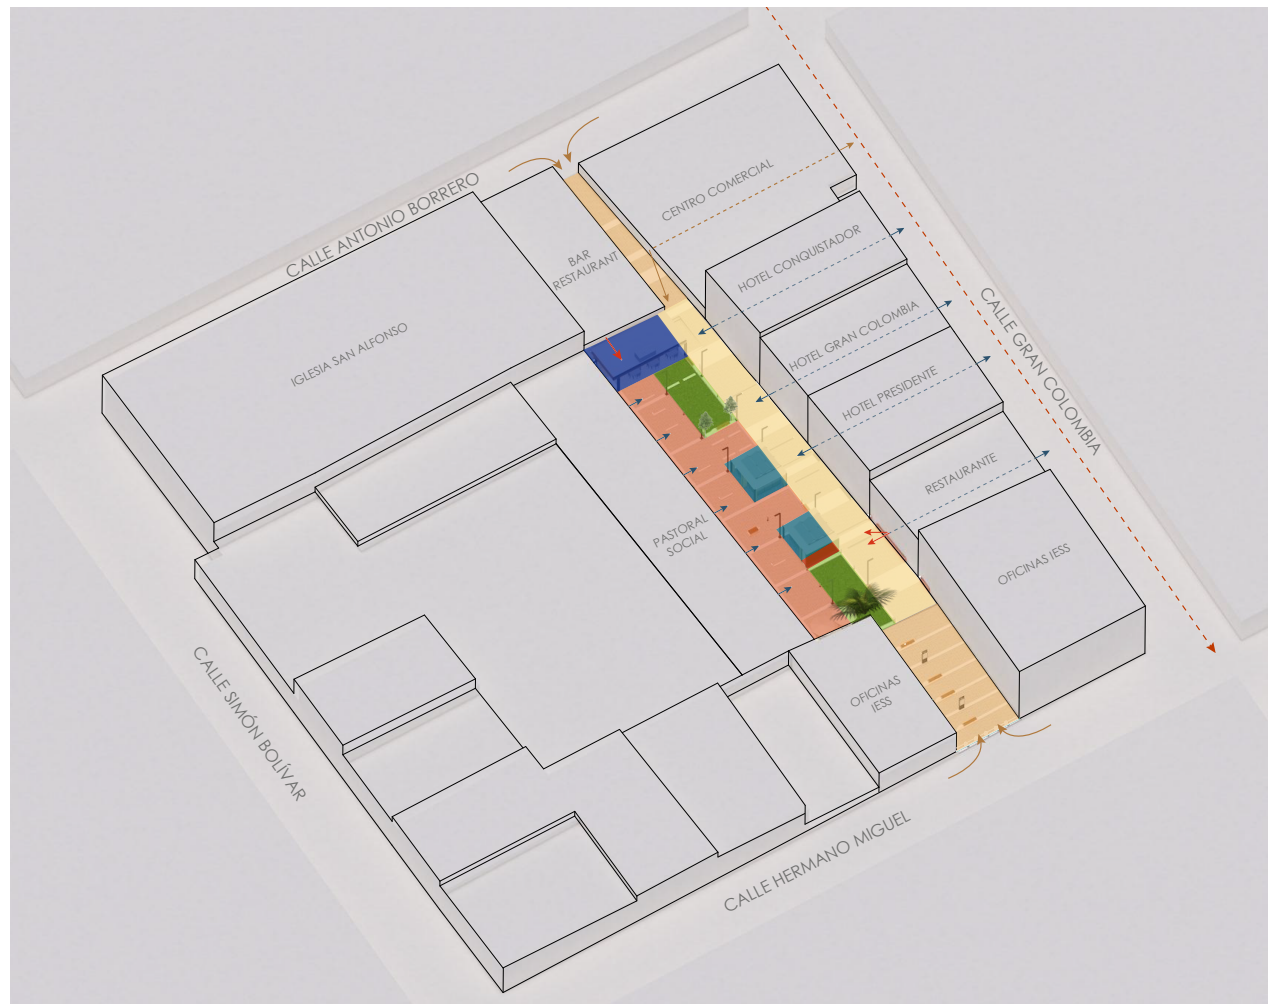 CALLE ANTONIO BORRERO
CENTRO COMERCIAL
BAR
RESTAURANT
HOTEL CONQUISTADOR
IGLESIA SAN ALFONSO
HOTEL GRAN COLOMBIA
CALLE GRAN COLOMBIA
HOTEL PRESIDENTE
RESTAURANTE
PASTORAL
SOCIAL
OFICINAS IESS
OFICINAS
IESS
CALLE SIMÓN BOLÍVAR
CALLE HERMANO MIGUEL